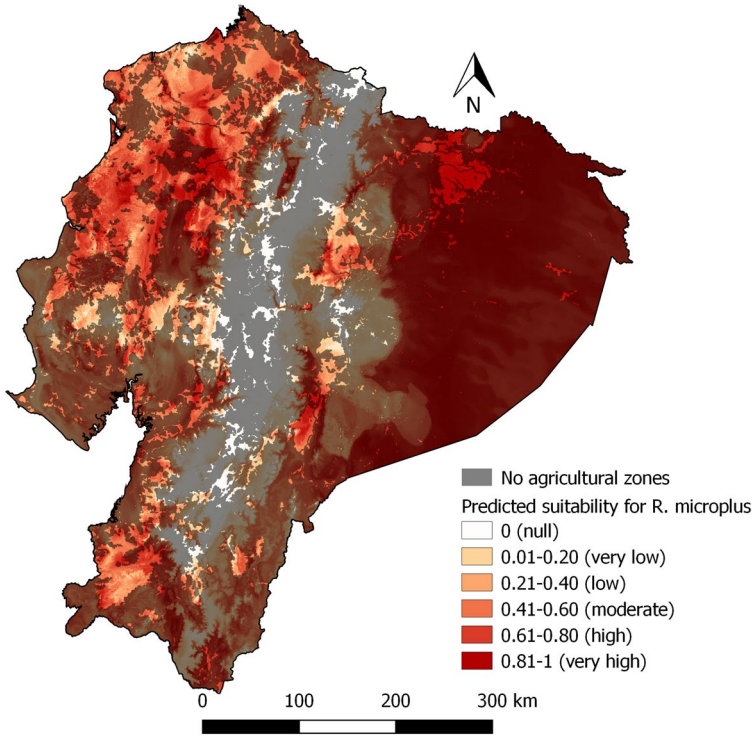 N
No agricultural zones
Predicted suitability for R. microplus
0 (null)
0.01-0.20 (very low)
0.21-0.40 (low)
0.41-0.60 (moderate)
0.61-0.80 (high)
0.81-1 (very high)
0 100 200 300 km